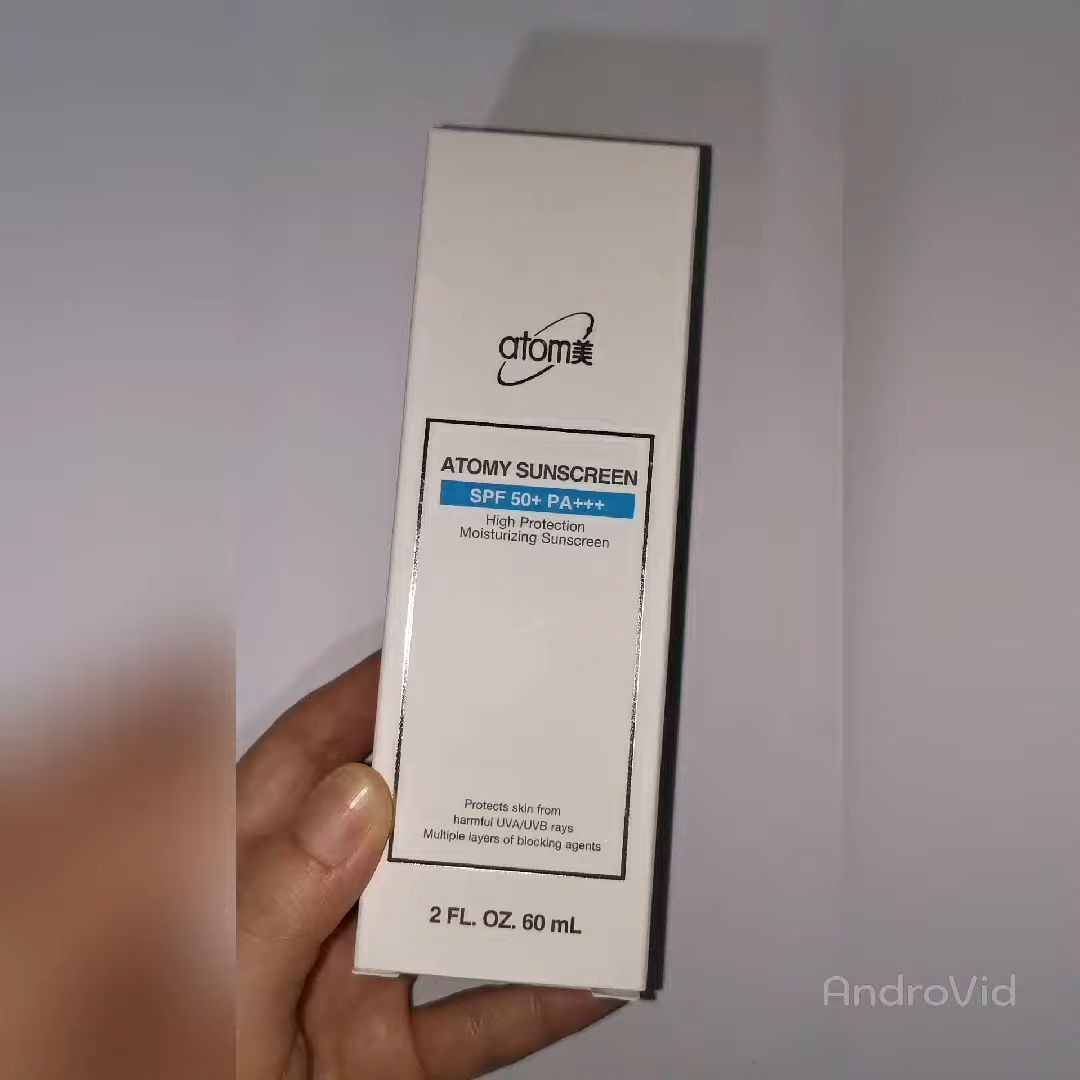 atom美
ATOMY SUNSCREEN
SPF 50+ PA+++
High Protection
Moisturizing Sunscreen
Protects skin from
harmful UVA/UVB rays
Multiple layers of blocking agents
2 FL. OZ. 60 mL
AndroVid